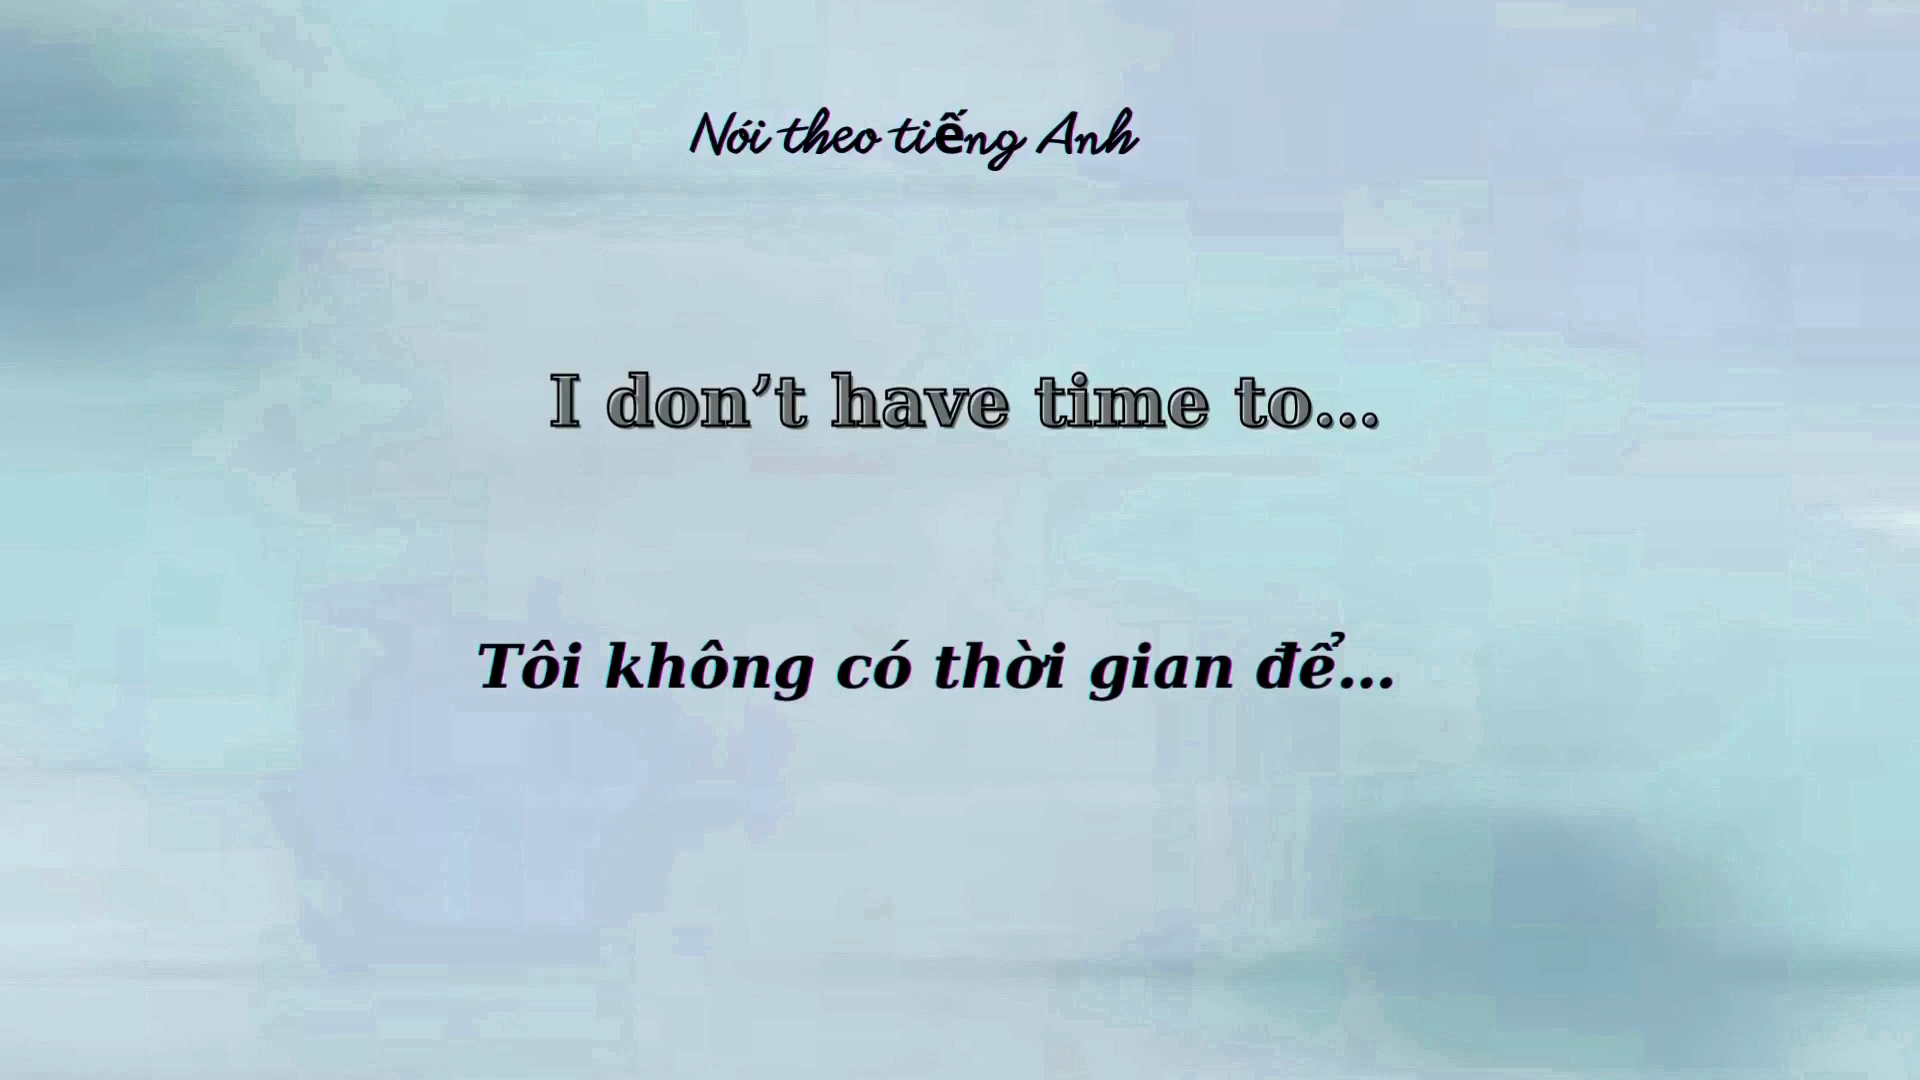 Nói theo tiếng Anh
I don’t have time to...
Tôi không có thời gian để...